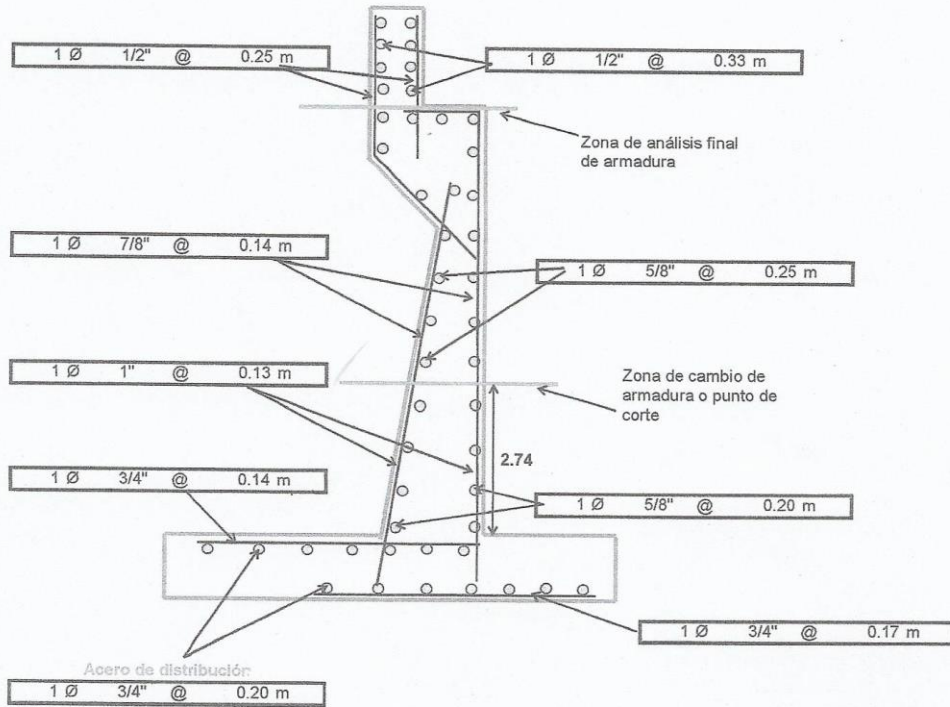 1 Ø 1/2" @ 0.25 m
1 Ø 1/2" @ 0.33 m
Zona de análisis final
de armadura
1 Ø 7/8" @ 0.14 m
1 Ø 5/8" @ 0.25 m
1 Ø 1" @ 0.13 m
Zona de cambio de
armadura o punto de
corte
2.74
1 Ø 3/4" @ 0.14 m
1 Ø 5/8" @ 0.20 m
1 Ø 3/4" @ 0.17 m
Acero de distribución:
1 Ø 3/4" @ 0.20 m